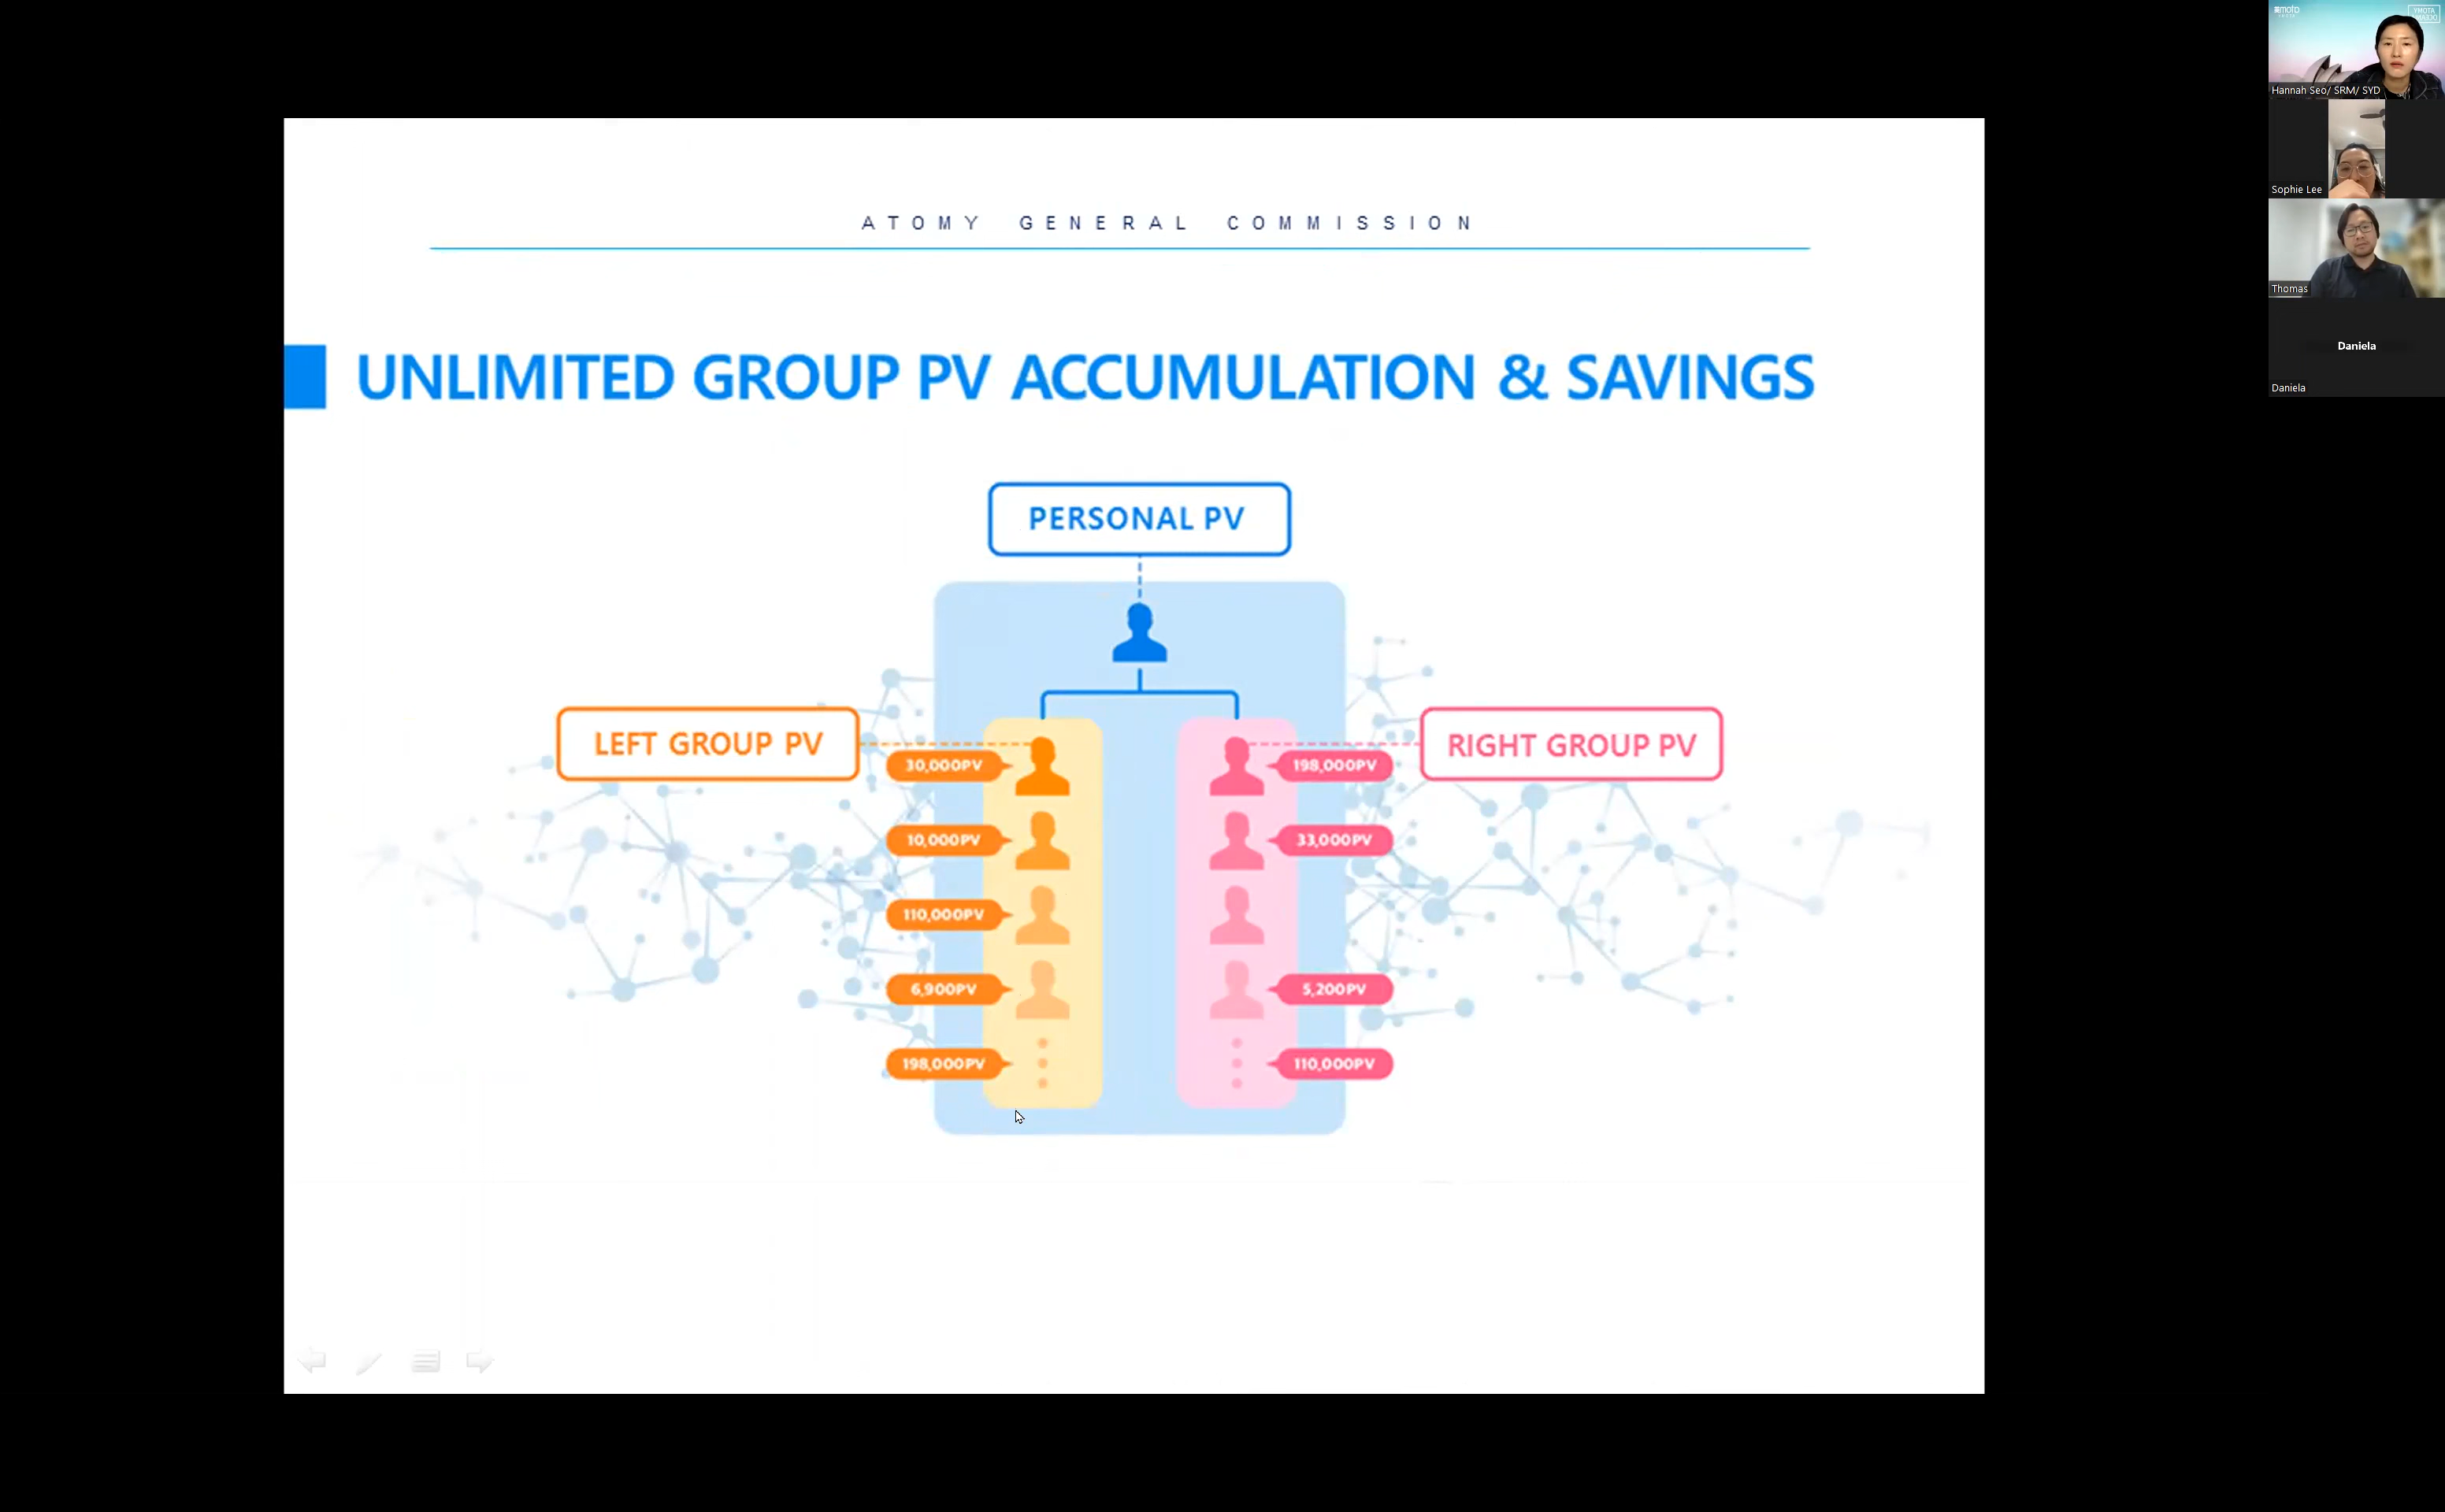 ATOMY GENERAL COMMISSION
UNLIMITED GROUP PV ACCUMULATION & SAVINGS
PERSONAL PV
LEFT GROUP PV
RIGHT GROUP PV
30,000PV
198,000PV
10,000PV
33,000PV
110,000PV
6,900PV
5,200PV
198,000PV
110,000PV
Hannah Seo/ SRM/ SYD
Sophie Lee
Thomas
Daniela
Daniela